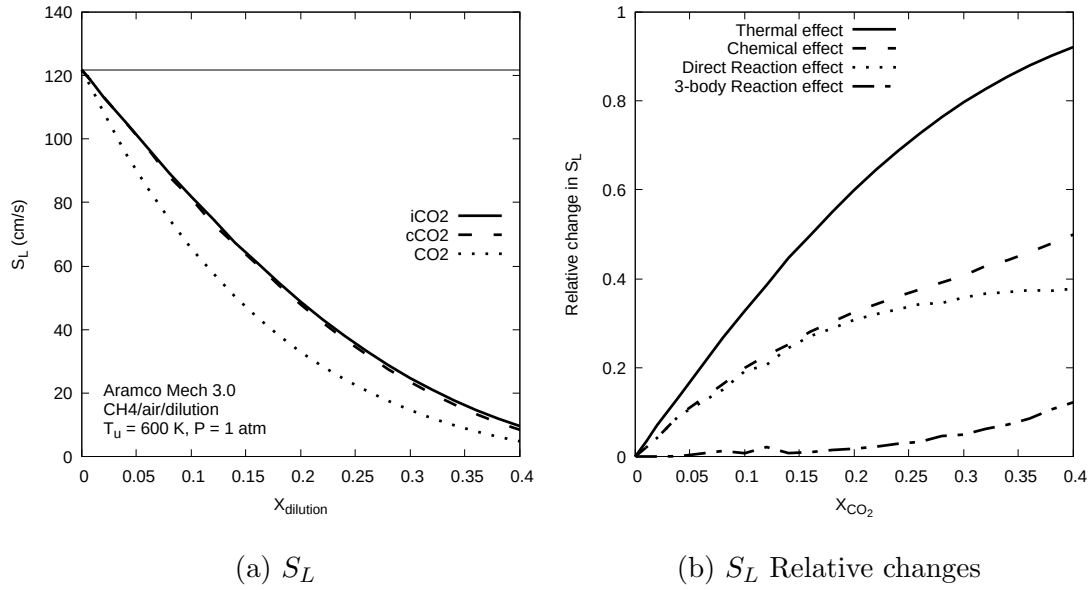 140
120
100
80
60
40
20
0
S_L (cm/s)
iCO2
cCO2
CO2
Aramco Mech 3.0
CH4/air/dilution
T_u = 600 K, P = 1 atm
0 0.05 0.1 0.15 0.2 0.25 0.3 0.35 0.4
X_dilution
(a) S_L
1
0.8
0.6
0.4
0.2
0
Relative change in S_L
Thermal effect
Chemical effect
Direct Reaction effect
3-body Reaction effect
0 0.05 0.1 0.15 0.2 0.25 0.3 0.35 0.4
X_CO_2
(b) S_L Relative changes